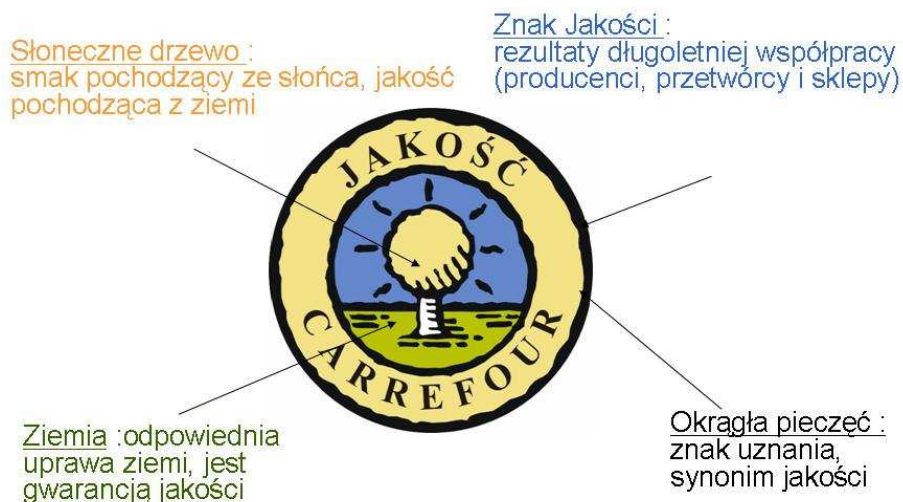 Słoneczne drzewo :
smak pochodzący ze słońca, jakość
pochodząca z ziemi
Znak Jakości :
rezultaty długoletniej współpracy
(producenci, przetwórcy i sklepy)
JAKOŚĆ
CARREFOUR
Ziemia :odpowiednia
uprawa ziemi, jest
gwarancją jakości
Okrągła pieczęć :
znak uznania,
synonim jakości